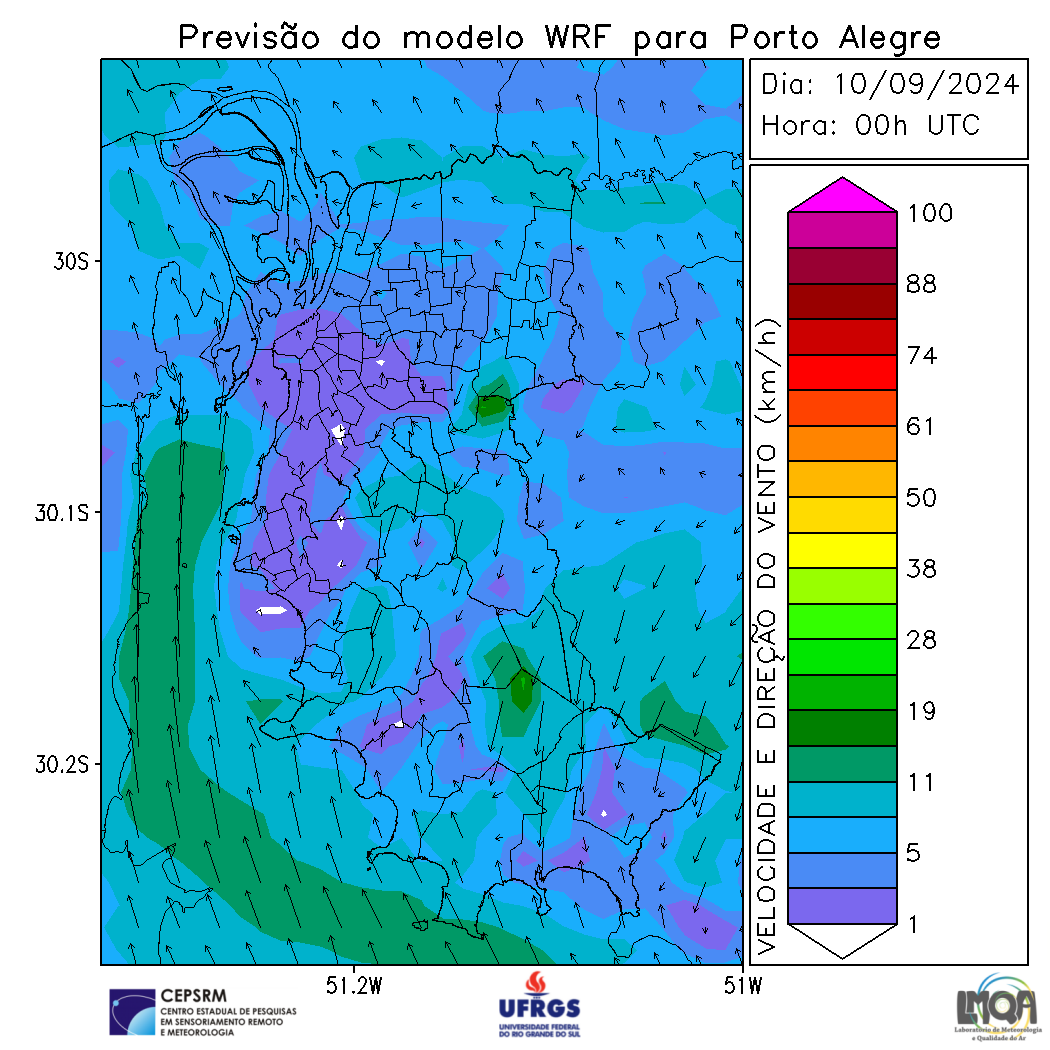 Previsão do modelo WRF para Porto Alegre
Dia: 10/09/2024
Hora: 00h UTC
30S
30.1S
30.2S
51.2W
51W
VELOCIDADE E DIREÇÃO DO VENTO (km/h)
100
88
74
61
50
38
28
19
11
5
1
CEPSRM
CENTRO ESTADUAL DE PESQUISAS
EM SENSORIAMENTO REMOTO
E METEOROLOGIA
UFRGS
UNIVERSIDADE FEDERAL
DO RIO GRANDE DO SUL
LMQA
Laboratório de Meteorologia
e Qualidade do Ar